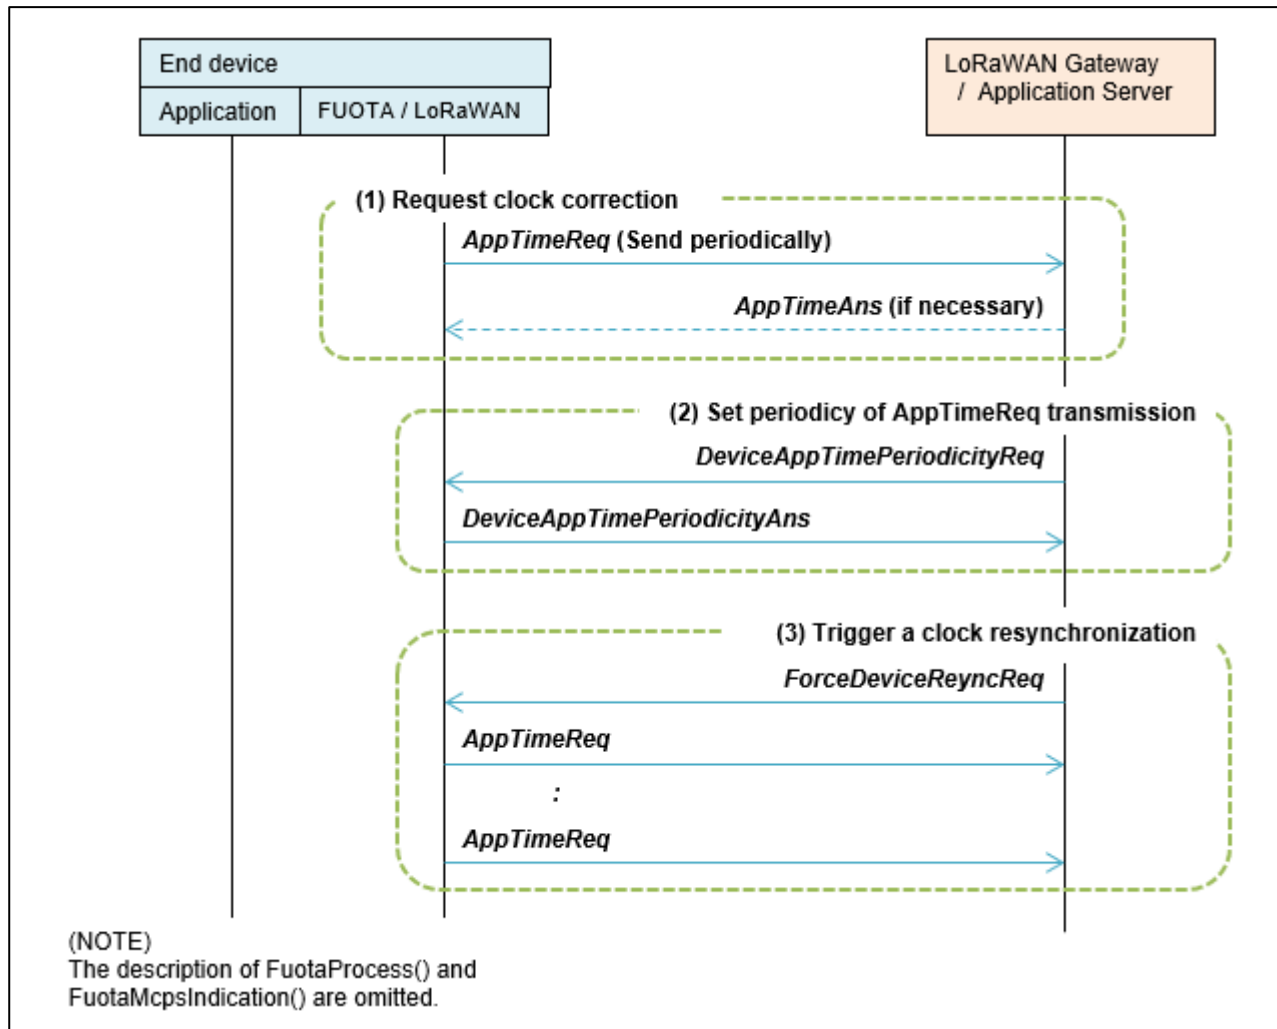 End device
Application
FUOTA / LoRaWAN
LoRaWAN Gateway
/ Application Server
(1) Request clock correction
AppTimeReq (Send periodically)
AppTimeAns (if necessary)
(2) Set periodicy of AppTimeReq transmission
DeviceAppTimePeriodicityReq
DeviceAppTimePeriodicityAns
(3) Trigger a clock resynchronization
ForceDeviceReyncReq
AppTimeReq
:
AppTimeReq
(NOTE)
The description of FuotaProcess() and
FuotaMcpsIndication() are omitted.